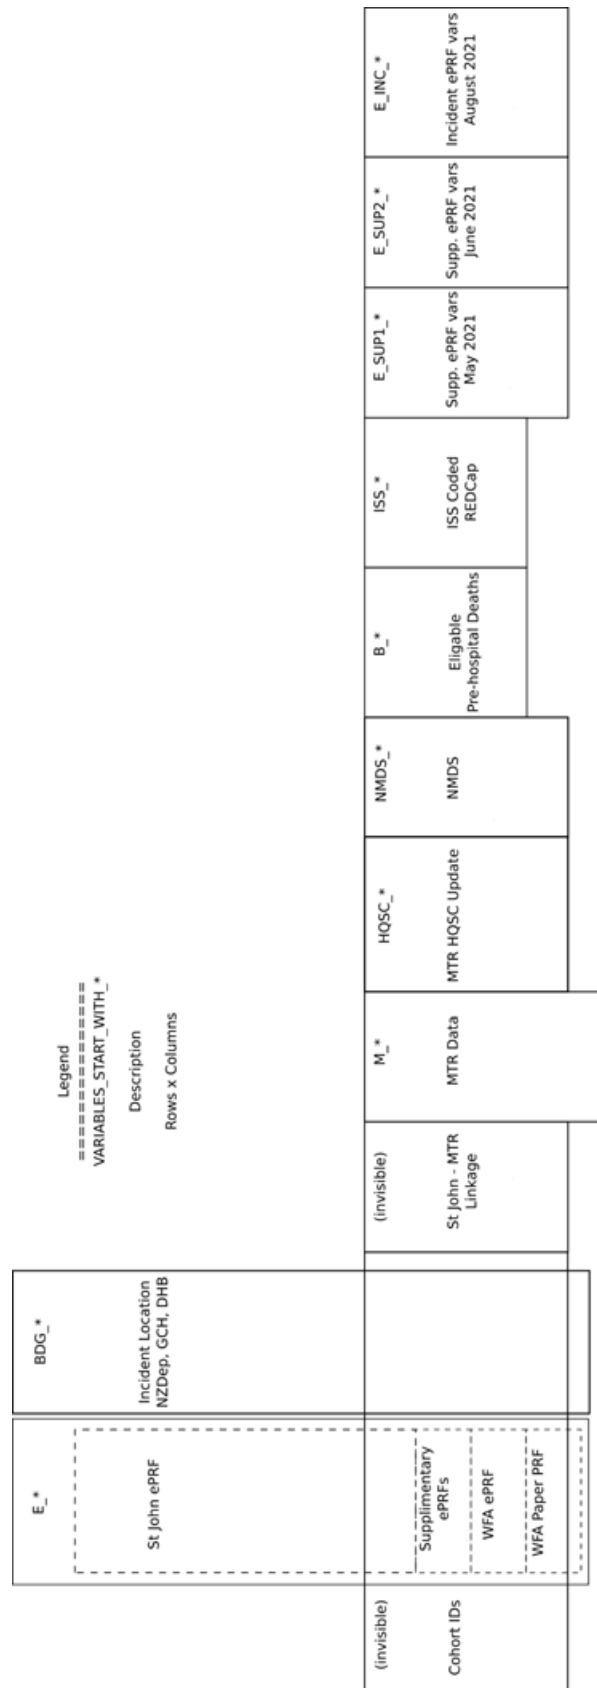 Legend
===============
VARIABLES_START_WITH_*
Description
Rows x Columns
(invisible)
Cohort IDs
E_*
St John ePRF
Supplimentary
ePRFs
WFA ePRF
WFA Paper PRF
BDG_*
Incident Location
NZDep, GCH, DHB
(invisible)
St John - MTR
Linkage
M_*
MTR Data
HQSC_*
MTR HQSC Update
NMDS_*
NMDS
B_*
Eligable
Pre-hospital Deaths
ISS_*
ISS Coded
REDCap
E_SUP1_*
Supp. ePRF vars
May 2021
E_SUP2_*
Supp. ePRF vars
June 2021
E_INC_*
Incident ePRF vars
August 2021